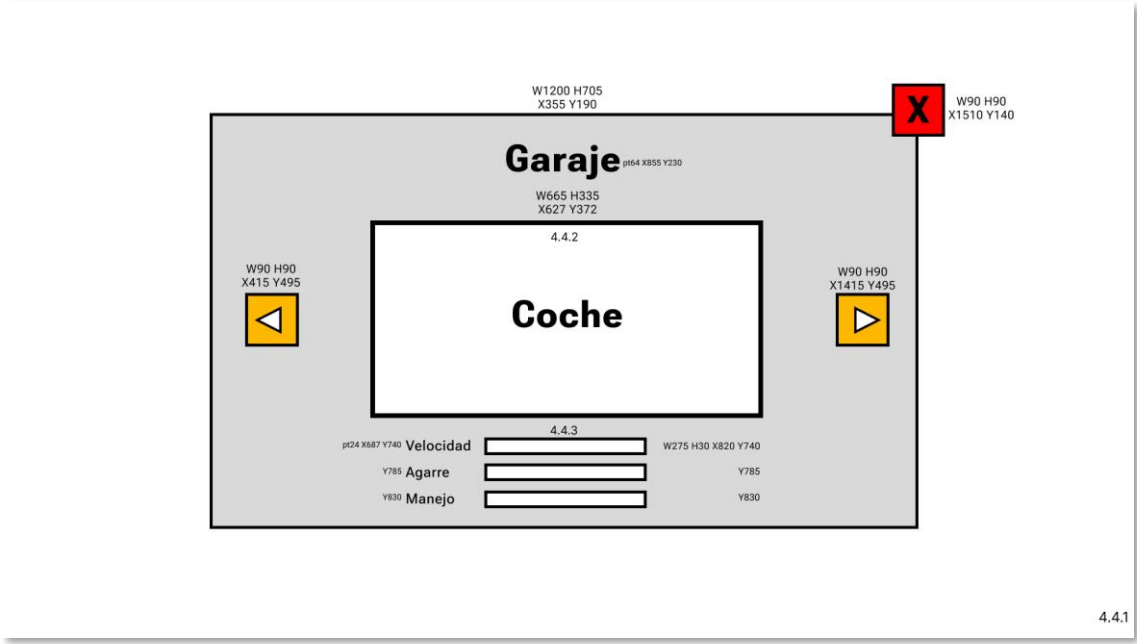 W1200 H705
X355 Y190
X
W90 H90
X1510 Y140
Garaje pt64 X855 Y230
W665 H335
X627 Y372
4.4.2
W90 H90
X415 Y495
Coche
W90 H90
X1415 Y495
4.4.3
pt24 X687 Y740 Velocidad W275 H30 X820 Y740
Y785 Agarre Y785
Y830 Manejo Y830
4.4.1